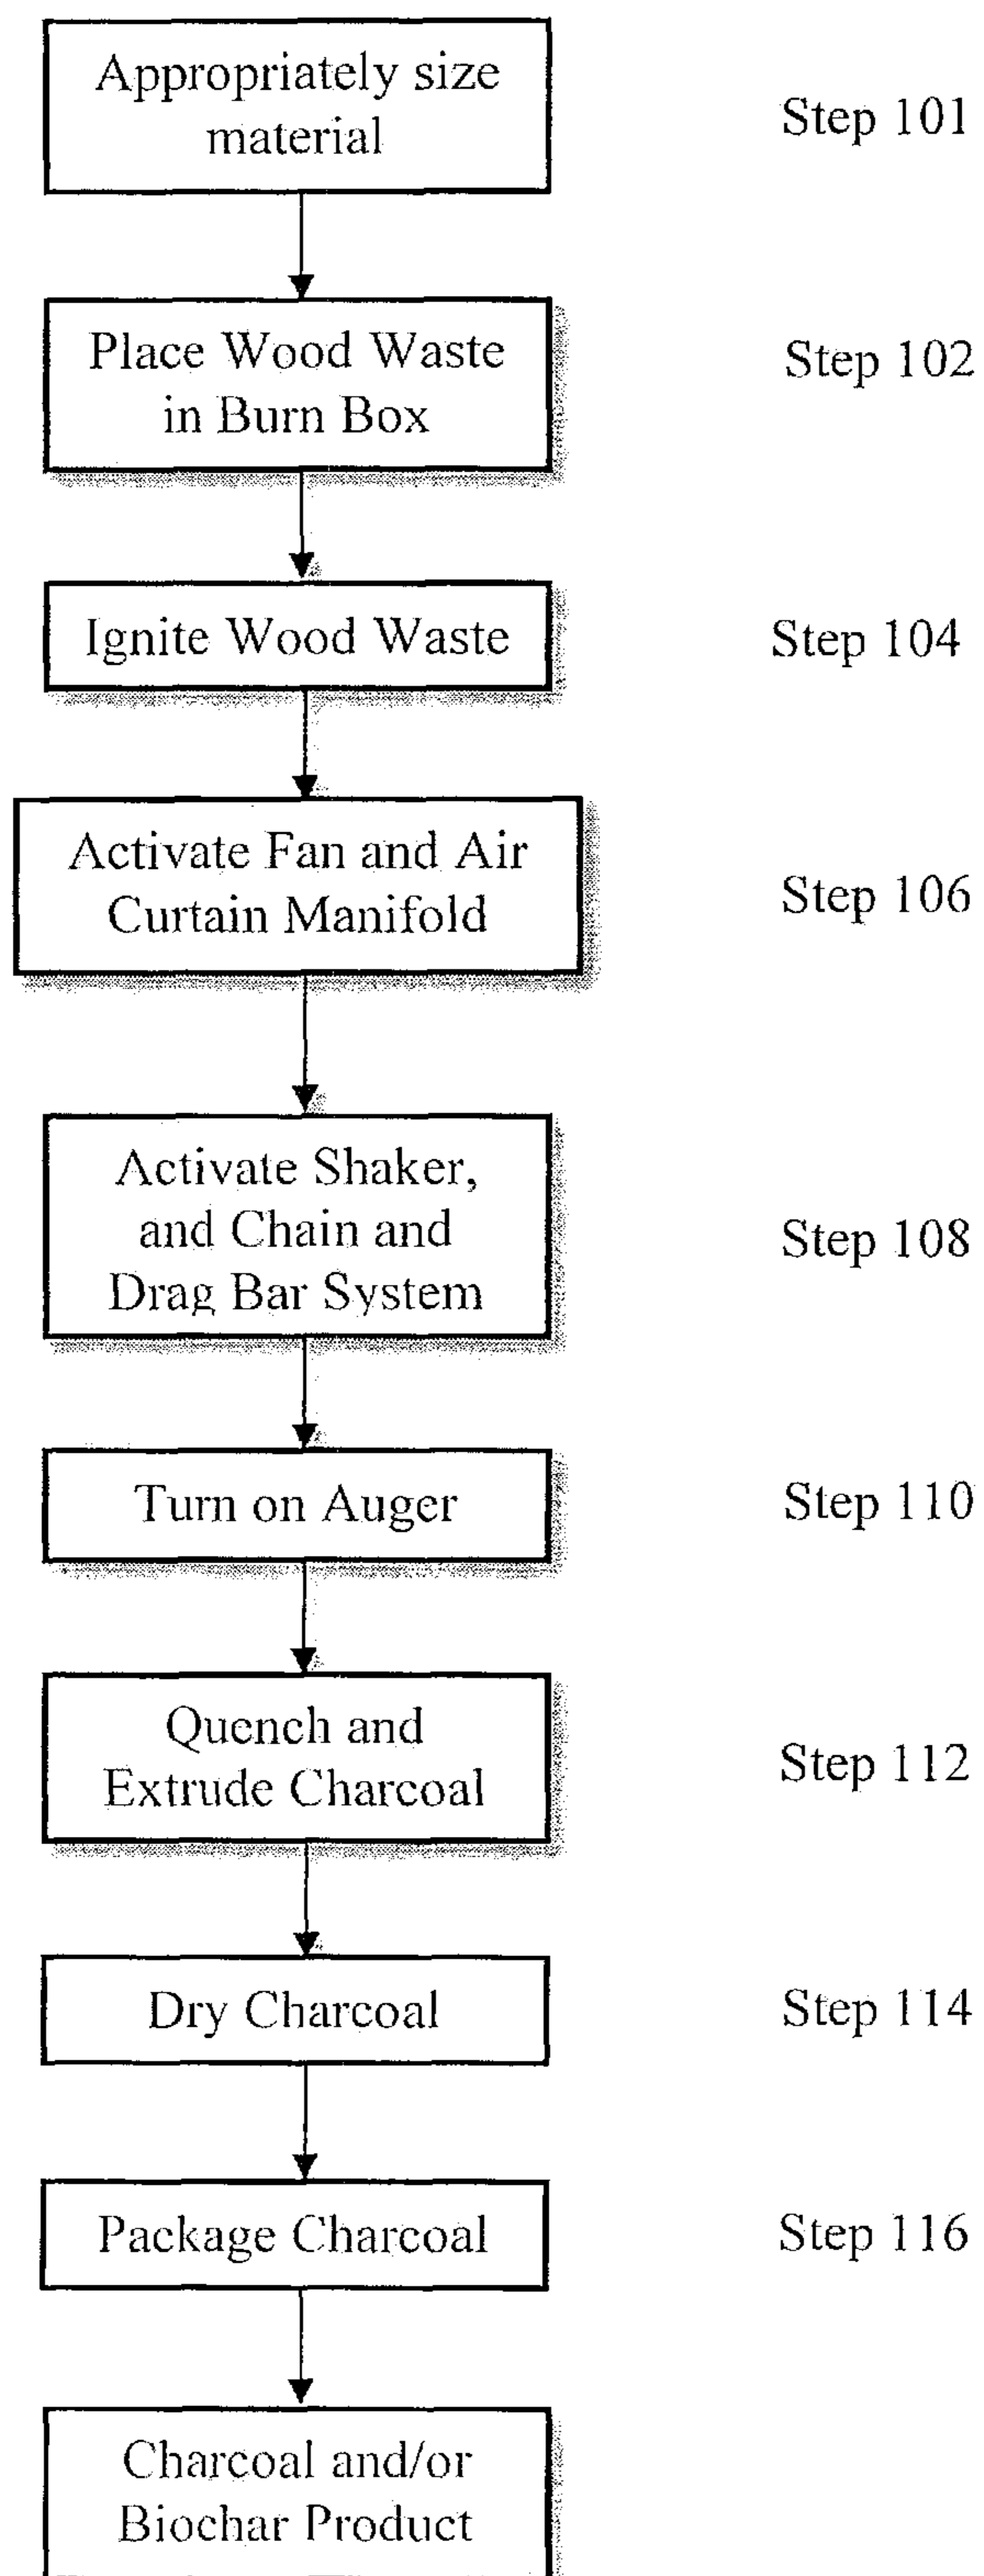 Appropriately size
material
Step 101
Place Wood Waste
in Burn Box
Step 102
Ignite Wood Waste
Step 104
Activate Fan and Air
Curtain Manifold
Step 106
Activate Shaker,
and Chain and
Drag Bar System
Step 108
Turn on Auger
Step 110
Quench and
Extrude Charcoal
Step 112
Dry Charcoal
Step 114
Package Charcoal
Step 116
Charcoal and/or
Biochar Product